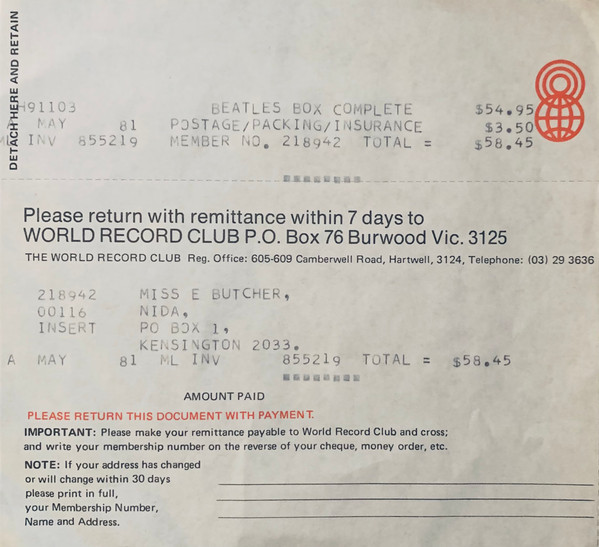 DETACH HERE AND RETAIN
H91103 BEATLES BOX COMPLETE $54.95
MAY 81 POSTAGE/PACKING/INSURANCE $3.50
ML INV 855219 MEMBER NO. 218942 TOTAL = $58.45
Please return with remittance within 7 days to
WORLD RECORD CLUB P.O. Box 76 Burwood Vic. 3125
THE WORLD RECORD CLUB Reg. Office: 605-609 Camberwell Road, Hartwell, 3124, Telephone: (03) 29 3636
218942 MISS E BUTCHER,
00116 NIDA,
INSERT PO BOX 1,
KENSINGTON 2033.
A MAY 81 ML INV 855219 TOTAL = $58.45
AMOUNT PAID
PLEASE RETURN THIS DOCUMENT WITH PAYMENT.
IMPORTANT: Please make your remittance payable to World Record Club and cross;
and write your membership number on the reverse of your cheque, money order, etc.
NOTE: If your address has changed
or will change within 30 days
please print in full,
your Membership Number,
Name and Address.